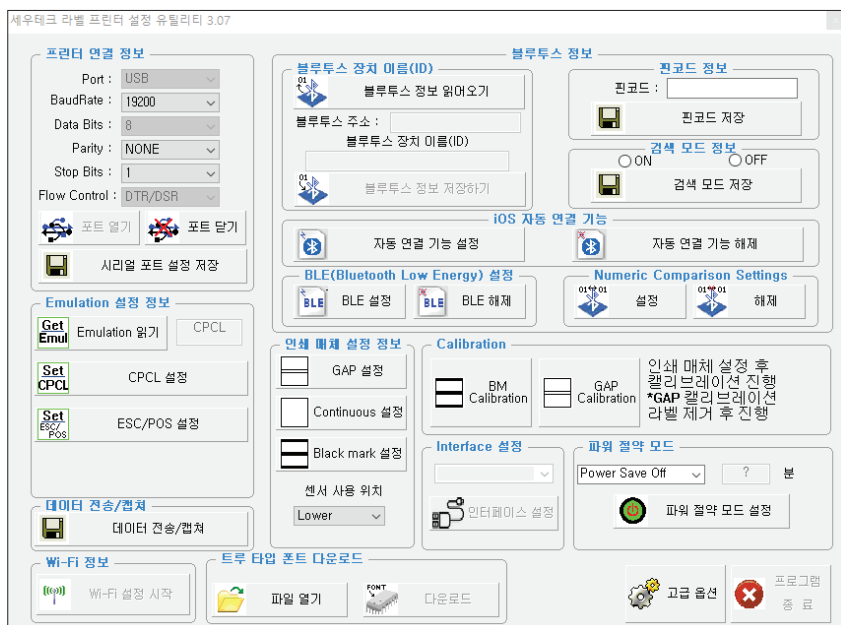 세우테크 라벨 프린터 설정 유틸리티 3.07
x
프린터 연결 정보
Port : USB
BaudRate : 19200
Data Bits : 8
Parity : NONE
Stop Bits : 1
Flow Control : DTR/DSR
포트 열기 포트 닫기
시리얼 포트 설정 저장
Emulation 설정 정보
Get Emul
Emulation 읽기 CPCL
Set CPCL
CPCL 설정
Set ESC/POS
ESC/POS 설정
데이터 전송/캡쳐
데이터 전송/캡쳐
Wi-Fi 정보
Wi-Fi 설정 시작
블루투스 정보
블루투스 장치 이름(ID)
01
블루투스 정보 읽어오기
블루투스 주소 :
블루투스 장치 이름(ID)
01
블루투스 정보 저장하기
핀코드 정보
핀코드 :
핀코드 저장
검색 모드 정보
ON OFF
검색 모드 저장
iOS 자동 연결 기능
자동 연결 기능 설정 자동 연결 기능 해제
BLE(Bluetooth Low Energy) 설정
BLE BLE 설정 BLE BLE 해제
Numeric Comparison Settings
01 01 설정 01 01 해제
인쇄 매체 설정 정보
GAP 설정
Continuous 설정
Black mark 설정
센서 사용 위치
Lower
Calibration
BM Calibration
GAP Calibration
인쇄 매체 설정 후
캘리브레이션 진행
*GAP 캘리브레이션
라벨 제거 후 진행
Interface 설정
인터페이스 설정
파워 절약 모드
Power Save Off ? 분
파워 절약 모드 설정
트루 타입 폰트 다운로드
파일 열기 FONT 다운로드
고급 옵션
프로그램
종 료